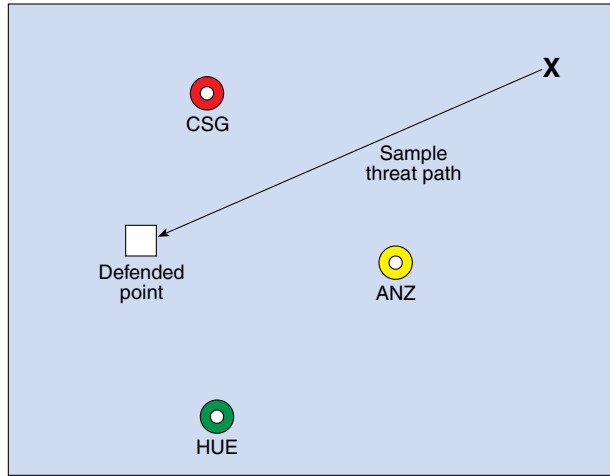 X
CSG
Sample
threat path
Defended
point
ANZ
HUE